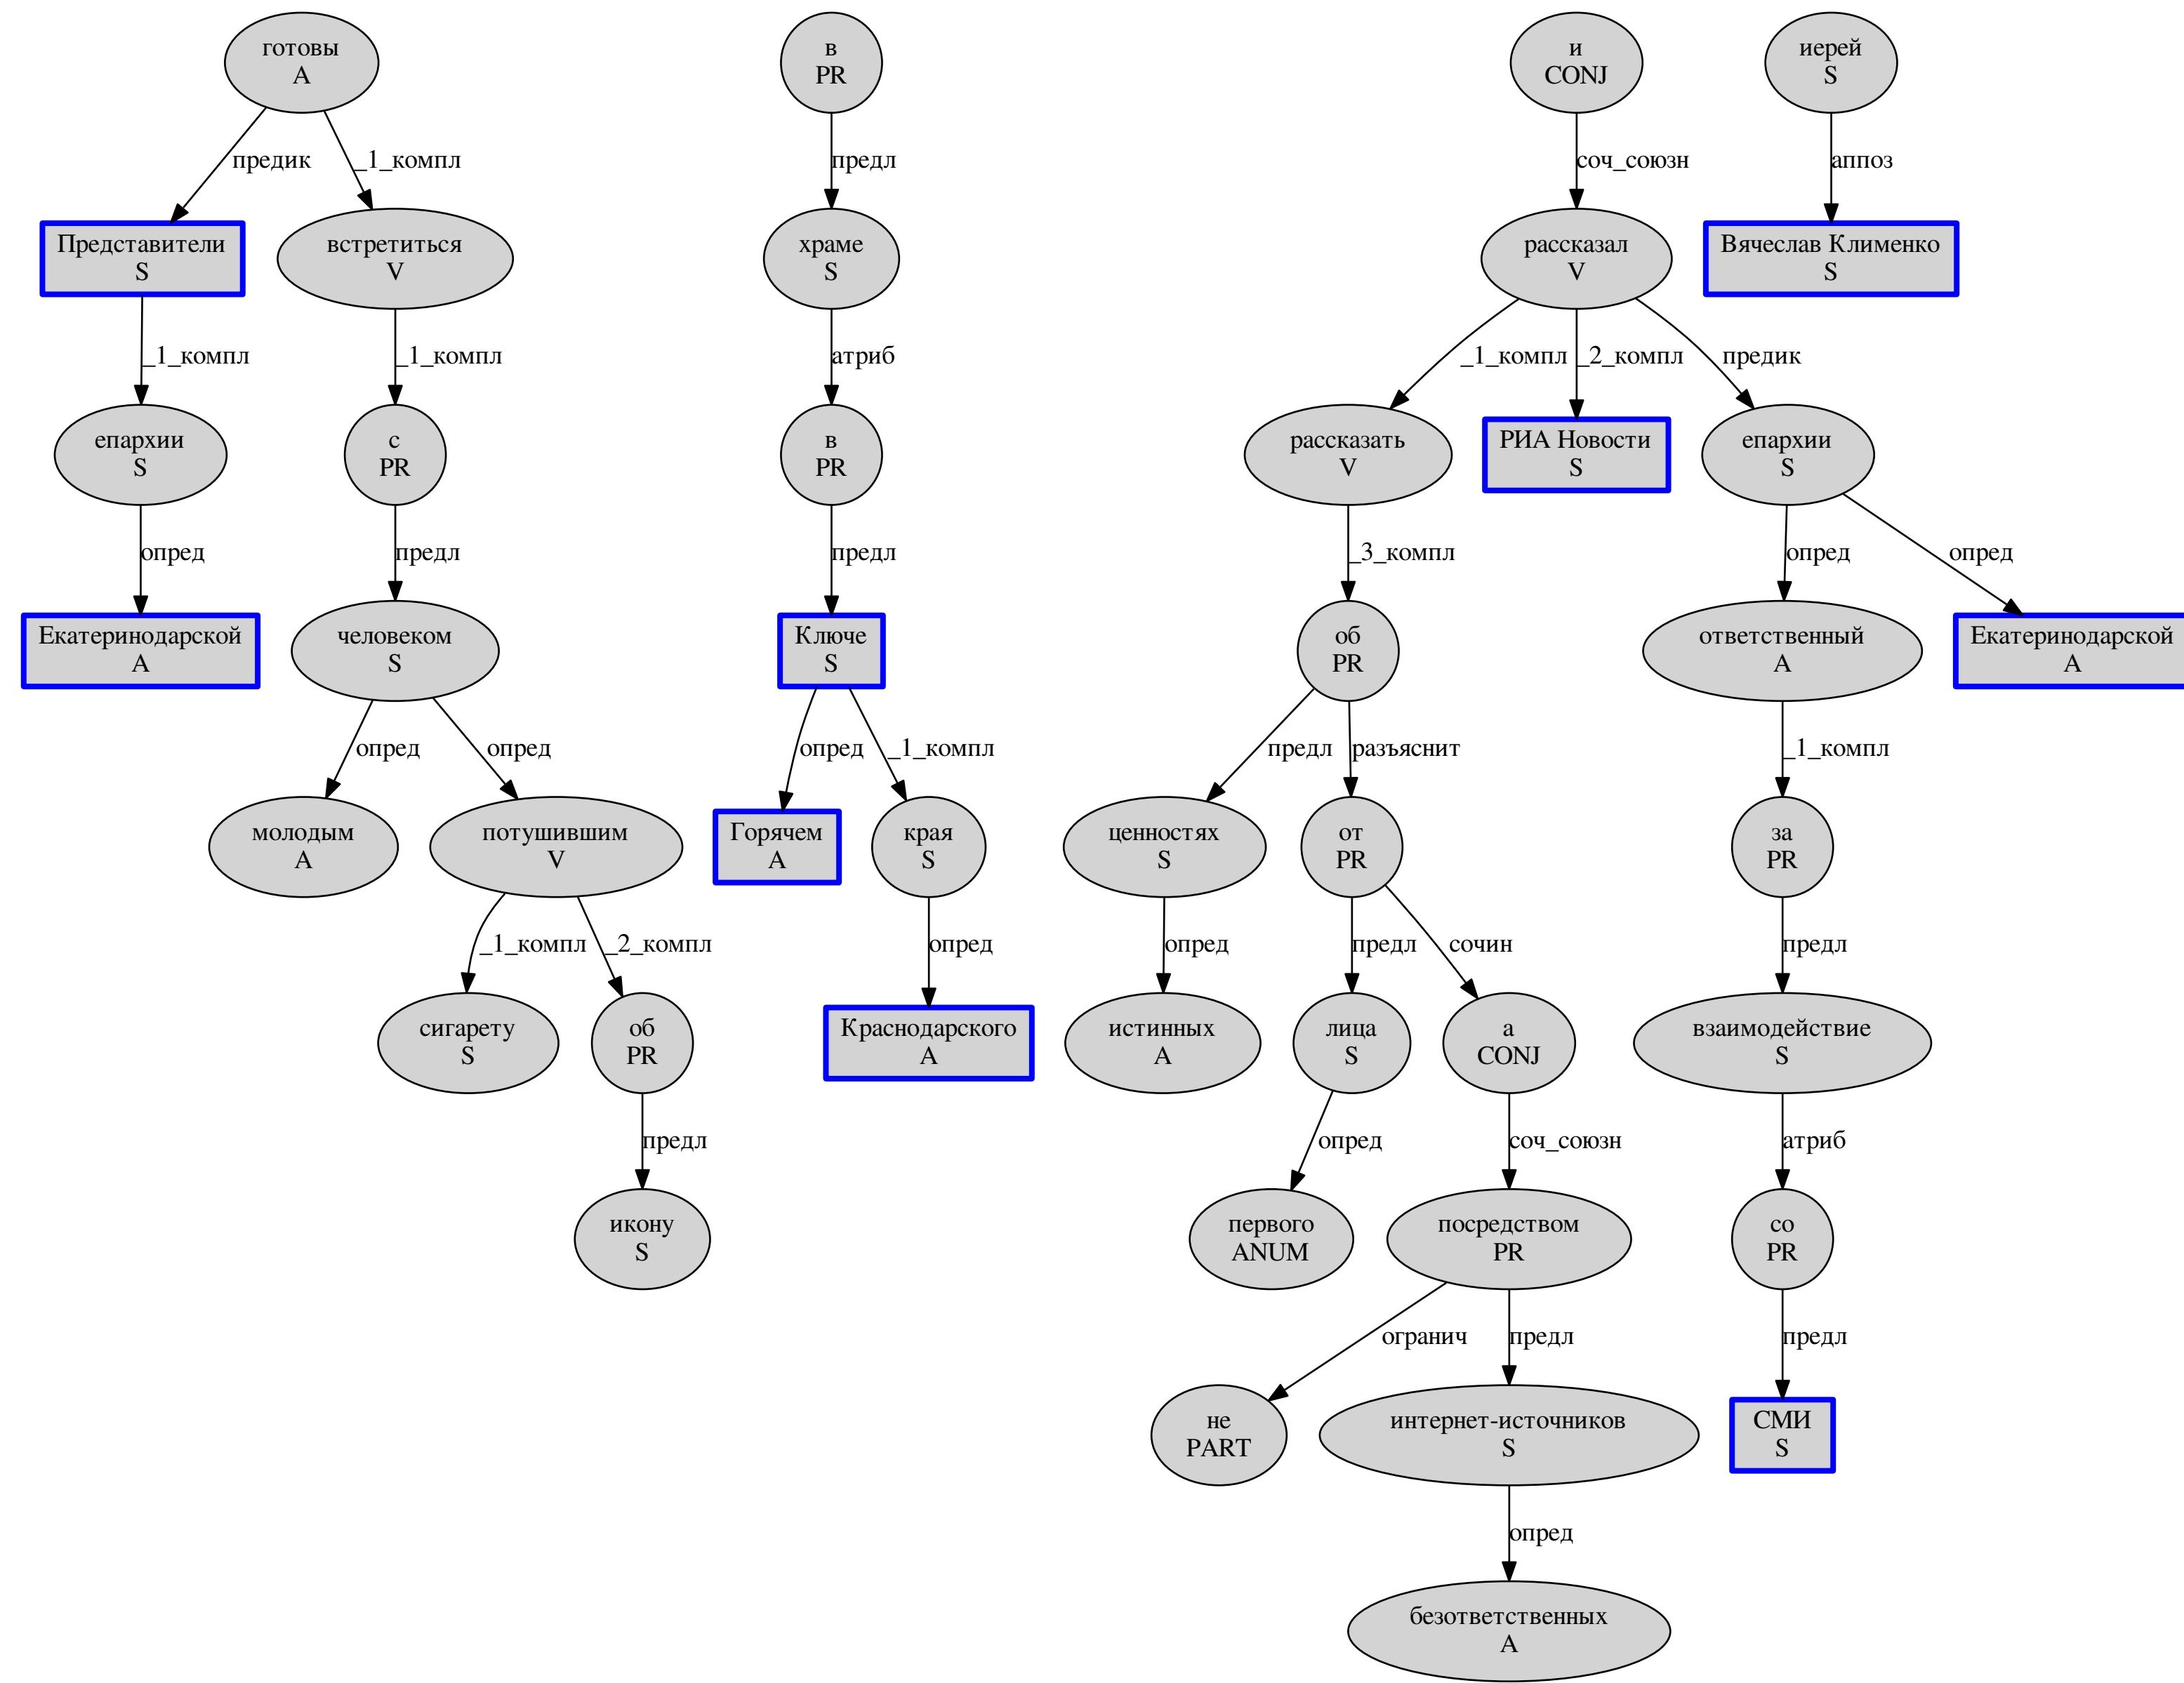 готовы
A
в
PR
и
CONJ
иерей
S
предик
_1_компл
предл
соч_союзн
аппоз
Представители
S
встретиться
V
храме
S
рассказал
V
Вячеслав Клименко
S
_1_компл
_1_компл
атриб
_1_компл
_2_компл
предик
епархии
S
с
PR
в
PR
рассказать
V
РИА Новости
S
епархии
S
опред
предл
предл
_3_компл
опред
опред
Екатеринодарской
A
человеком
S
Ключе
S
об
PR
ответственный
A
Екатеринодарской
A
опред
опред
опред
_1_компл
предл
разъяснит
_1_компл
молодым
A
потушившим
V
Горячем
A
края
S
ценностях
S
от
PR
за
PR
_1_компл
_2_компл
опред
опред
предл
сочин
предл
сигарету
S
об
PR
Краснодарского
A
истинных
A
лица
S
а
CONJ
взаимодействие
S
предл
опред
соч_союзн
атриб
икону
S
первого
ANUM
посредством
PR
со
PR
огранич
предл
предл
не
PART
интернет-источников
S
СМИ
S
опред
безответственных
A